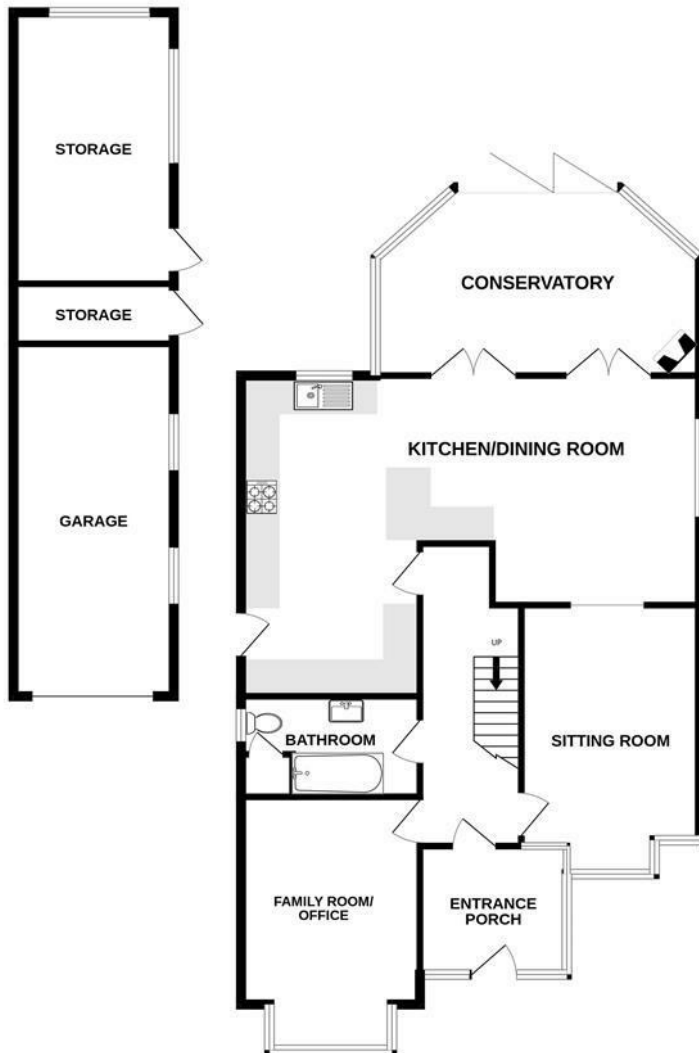 STORAGE
STORAGE
GARAGE
CONSERVATORY
KITCHEN/DINING ROOM
UP
SITTING ROOM
BATHROOM
FAMILY ROOM/
OFFICE
ENTRANCE
PORCH